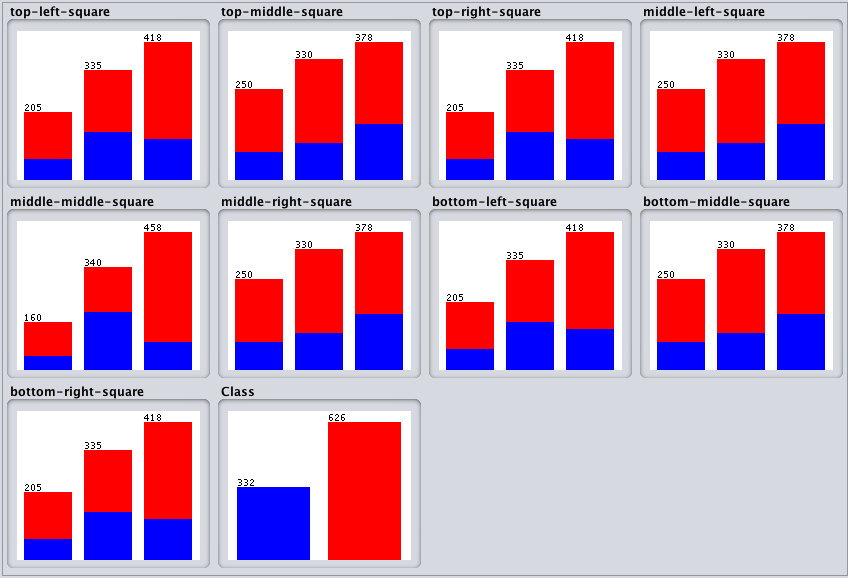 top-left-square
205
335
418
top-middle-square
250
330
378
top-right-square
205
335
418
middle-left-square
250
330
378
middle-middle-square
160
340
458
middle-right-square
250
330
378
bottom-left-square
205
335
418
bottom-middle-square
250
330
378
bottom-right-square
205
335
418
Class
332
626